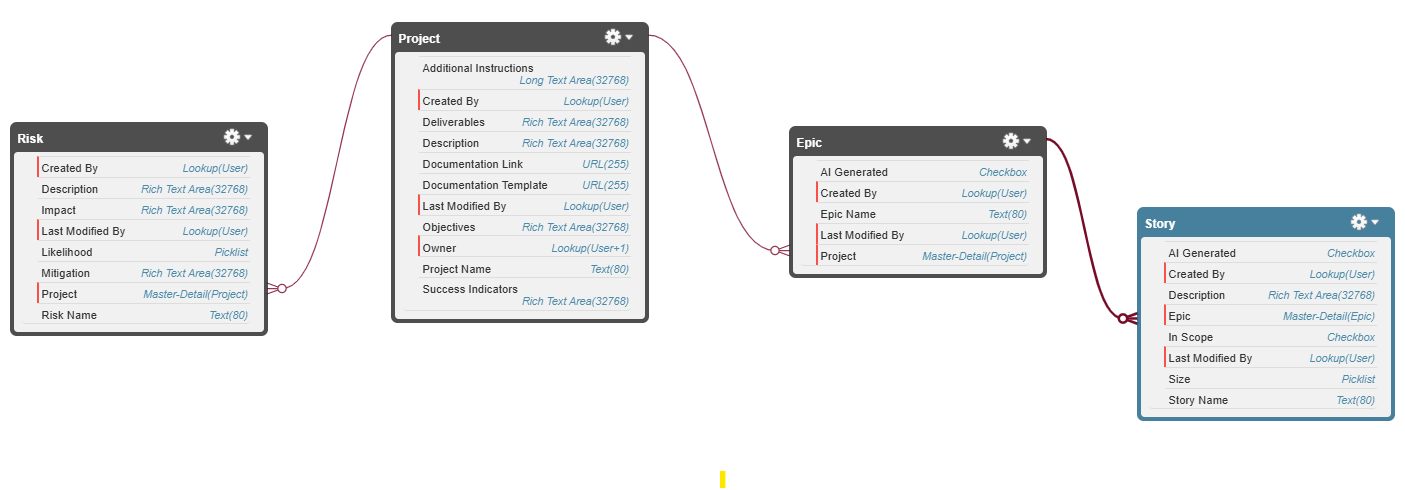 Risk
Created By Lookup(User)
Description Rich Text Area(32768)
Impact Rich Text Area(32768)
Last Modified By Lookup(User)
Likelihood Picklist
Mitigation Rich Text Area(32768)
Project Master-Detail(Project)
Risk Name Text(80)
Project
Additional Instructions
Long Text Area(32768)
Created By Lookup(User)
Deliverables Rich Text Area(32768)
Description Rich Text Area(32768)
Documentation Link URL(255)
Documentation Template URL(255)
Last Modified By Lookup(User)
Objectives Rich Text Area(32768)
Owner Lookup(User+1)
Project Name Text(80)
Success Indicators
Rich Text Area(32768)
Epic
AI Generated Checkbox
Created By Lookup(User)
Epic Name Text(80)
Last Modified By Lookup(User)
Project Master-Detail(Project)
Story
AI Generated Checkbox
Created By Lookup(User)
Description Rich Text Area(32768)
Epic Master-Detail(Epic)
In Scope Checkbox
Last Modified By Lookup(User)
Size Picklist
Story Name Text(80)